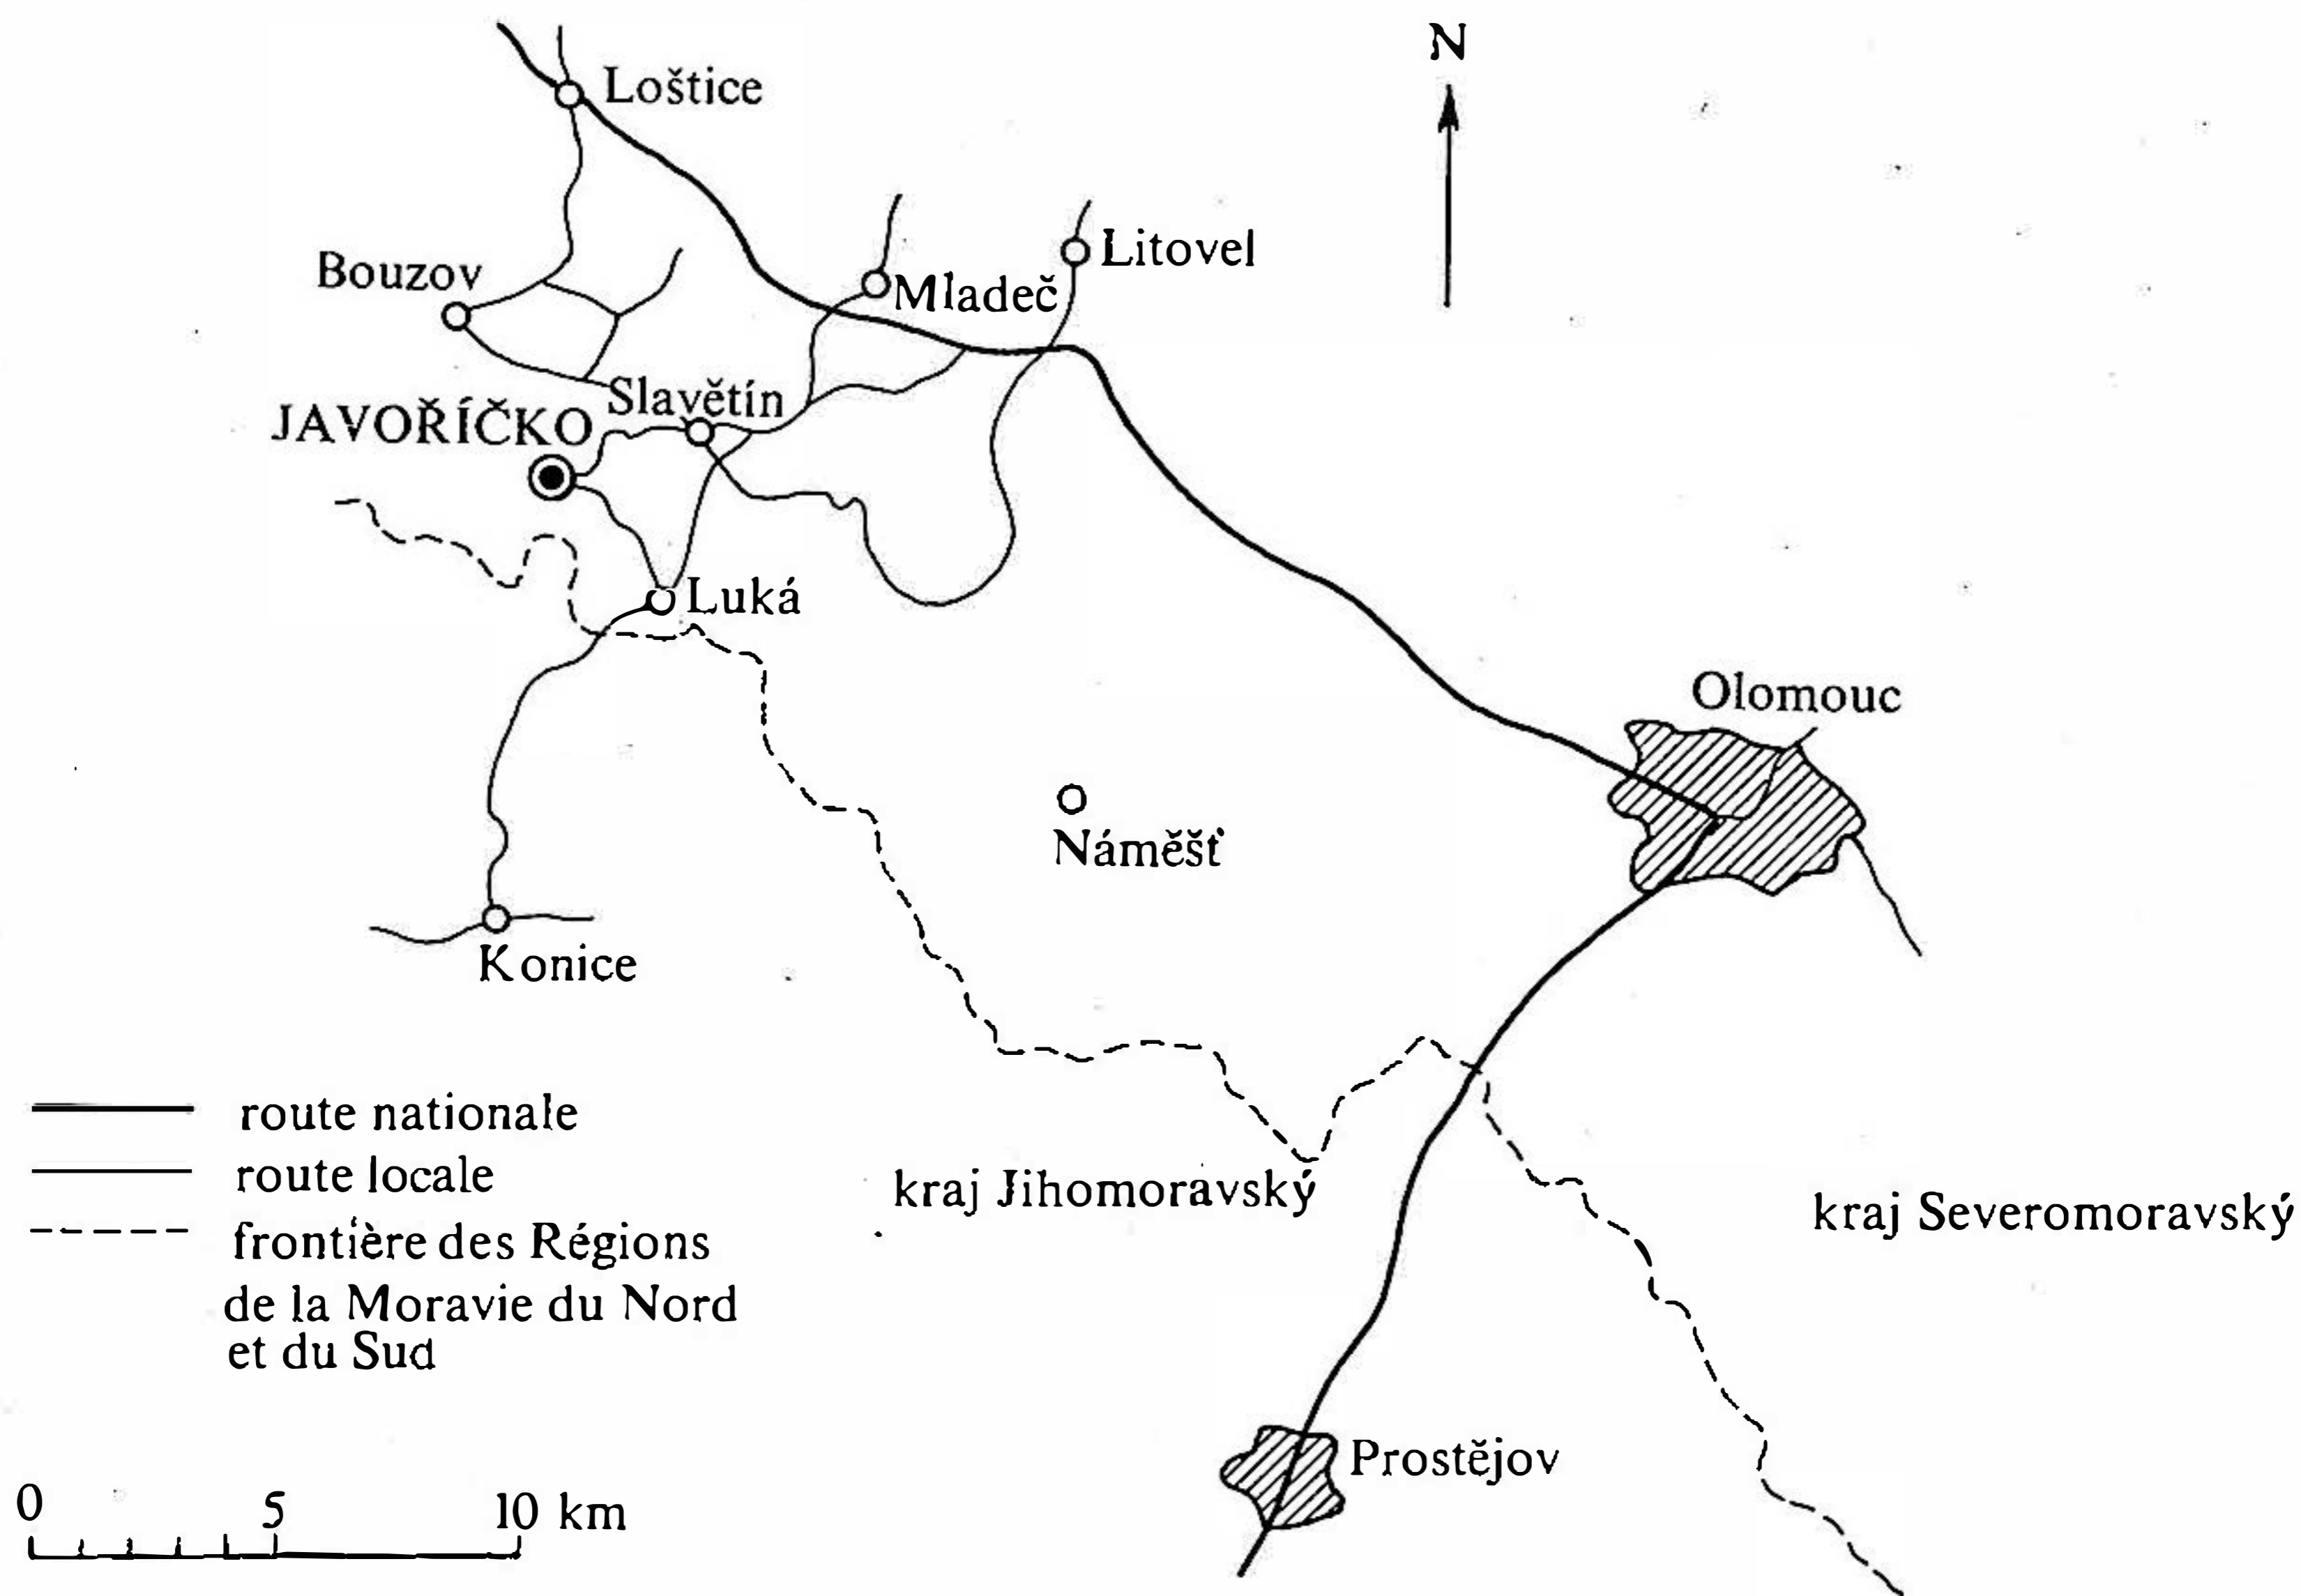 N
Loštice
Litovel
Bouzov
Mladeč
Slavětín
JAVOŘÍČKO
Luká
Olomouc
Náměšť
Konice
route nationale
kraj Jihomoravský
route locale
kraj Severomoravský
frontière des Régions
de la Moravie du Nord
et du Sud
Prostějov
0 5 10 km